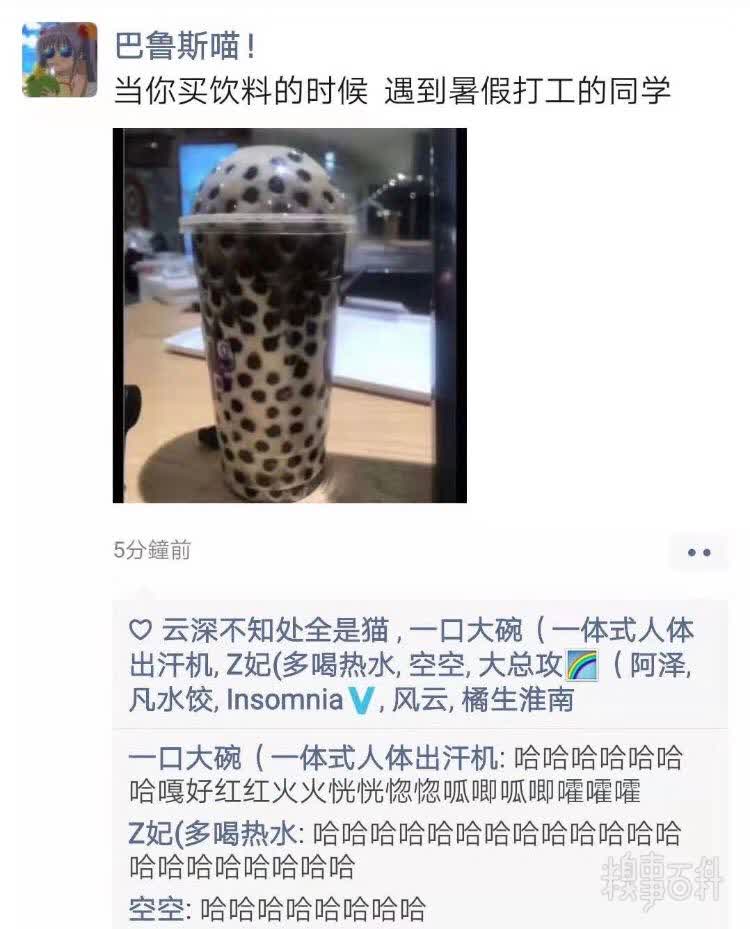 巴鲁斯喵！
当你买饮料的时候 遇到暑假打工的同学
5分鐘前
♡ 云深不知处全是猫 , 一口大碗（一体式人体
出汗机, Z妃(多喝热水, 空空, 大总攻🌈（阿泽,
凡水饺, InsomniaV, 风云, 橘生淮南
一口大碗（一体式人体出汗机: 哈哈哈哈哈哈
哈嘎好红红火火恍恍惚惚呱唧呱唧嚯嚯嚯
Z妃(多喝热水: 哈哈哈哈哈哈哈哈哈哈哈哈哈
哈哈哈哈哈哈哈哈
空空: 哈哈哈哈哈哈哈哈
糗事百科